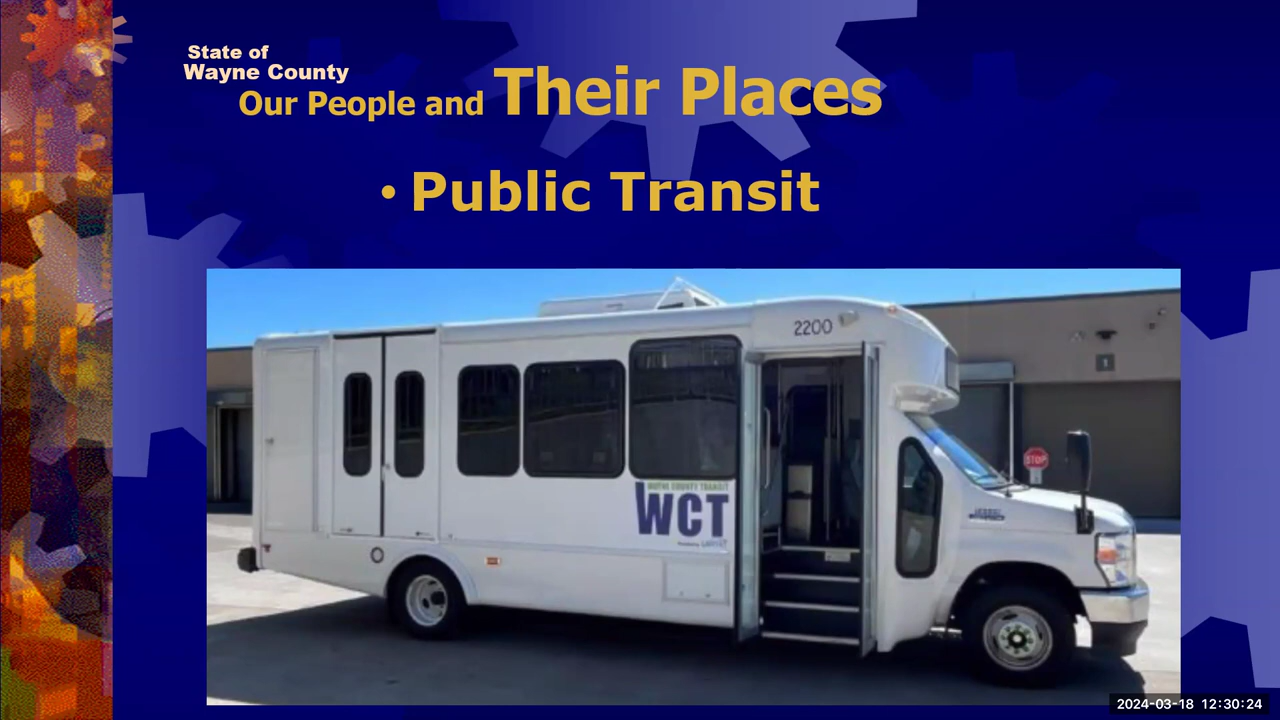 State of
Wayne County
Our People and Their Places
• Public Transit
2200
WAYNE COUNTY TRANSIT
WCT
STOP
1
2024-03-18 12:30:24